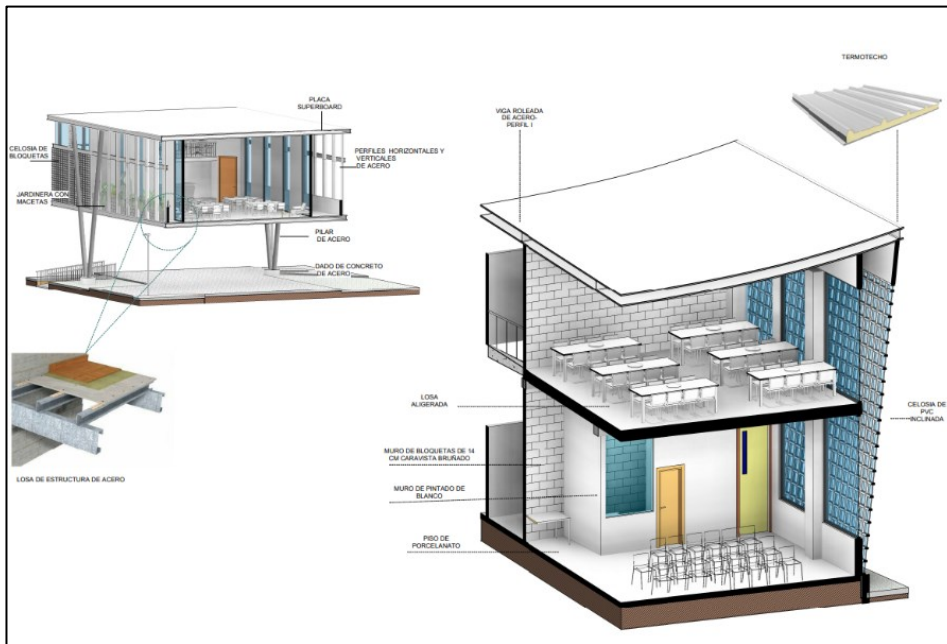 PLACA
SUPERBOARD
CELOSIA DE
BLOQUETAS
PERFILES HORIZONTALES Y
VERTICALES
DE ACERO
JARDINERA CON
MACETAS
PILAR
DE ACERO
DADO DE CONCRETO
DE ACERO
LOSA DE ESTRUCTURA DE ACERO
TERMOTECHO
VIGA ROLEADA
DE ACERO-
PERFIL I
LOSA
ALIGERADA
CELOSIA DE
PVC
INCLINADA
MURO DE BLOQUETAS DE 14
CM CARAVISTA BRUÑADO
MURO DE PINTADO DE
BLANCO
PISO DE
PORCELANATO